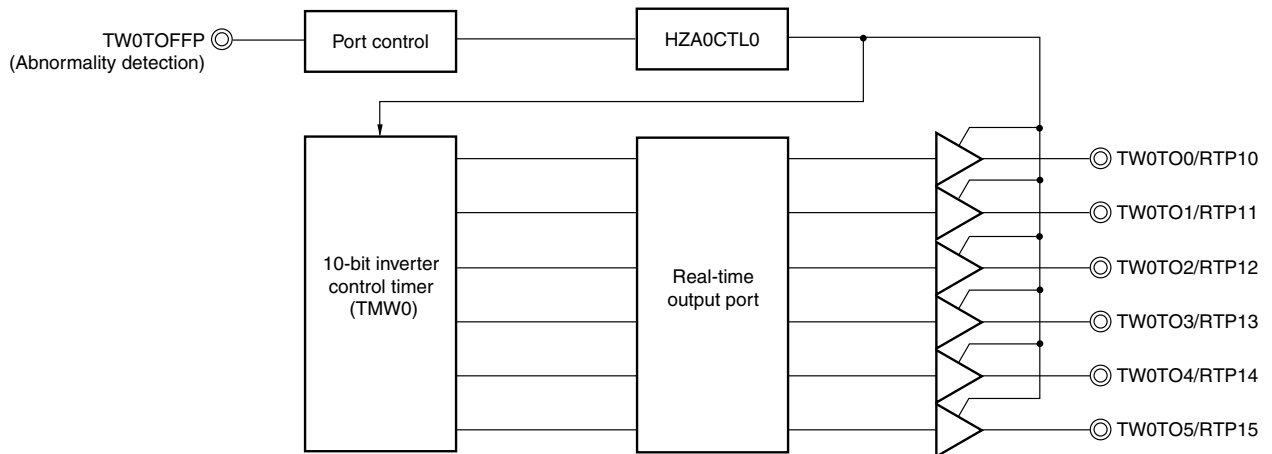 TW0TOFFP
(Abnormality detection)
Port control
HZA0CTL0
10-bit inverter
control timer
(TMW0)
Real-time
output port
TW0TO0/RTP10
TW0TO1/RTP11
TW0TO2/RTP12
TW0TO3/RTP13
TW0TO4/RTP14
TW0TO5/RTP15